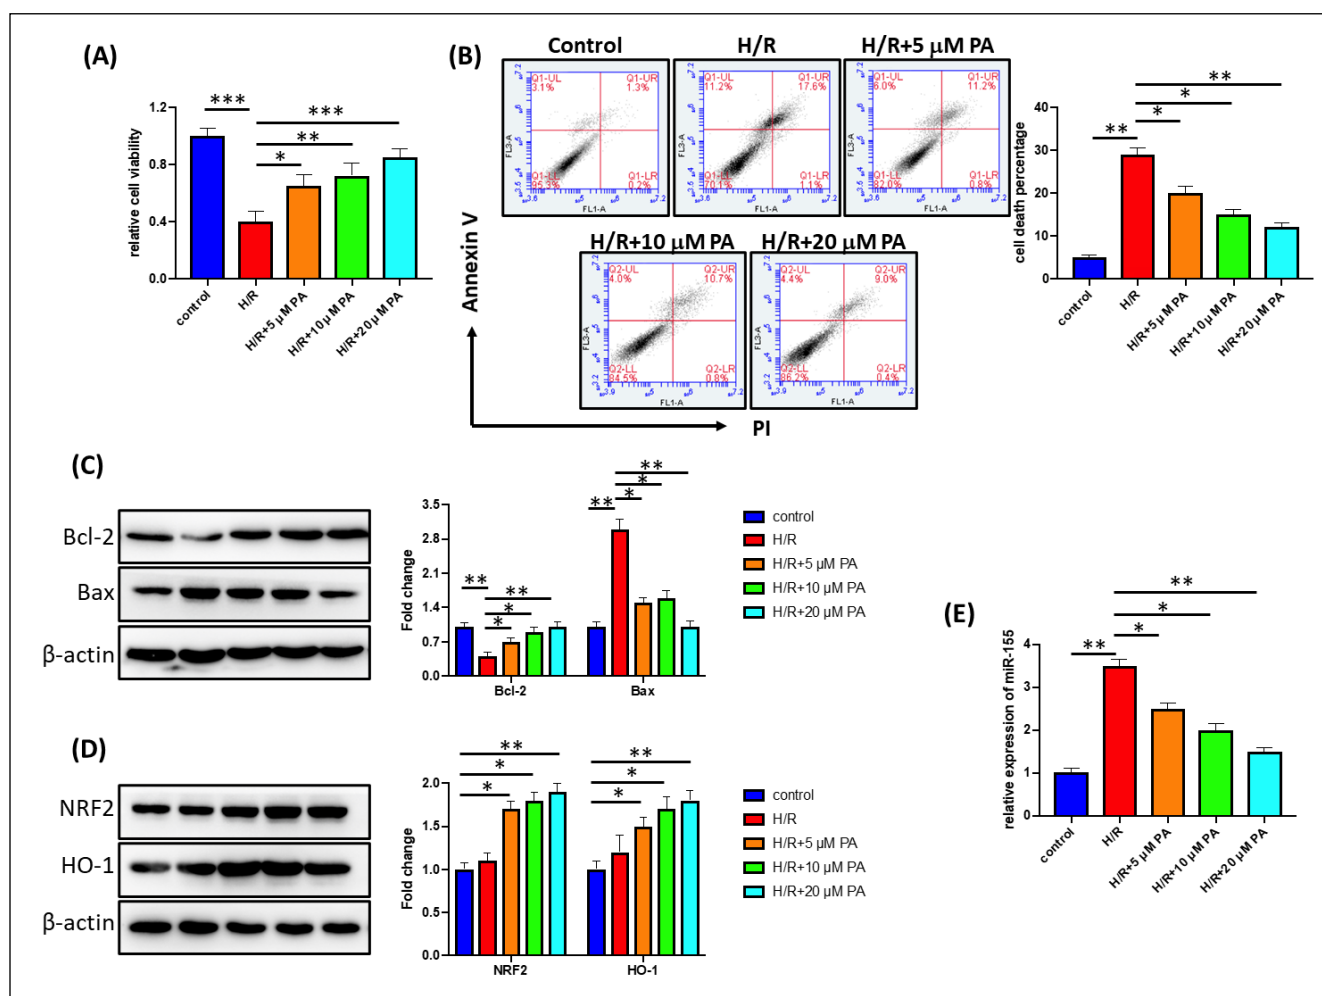 (A)
relative cell viability
1.2
0.8
0.4
0.0
***
***
**
*
control
H/R
H/R+5 μM PA
H/R+10 μM PA
H/R+20 μM PA
(B)
Control
H/R
H/R+5 μM PA
Q1-UL
3.1%
Q1-UR
1.3%
Q1-LL
95.3%
Q1-LR
0.2%
FL3-A
FL1-A
Q1-UL
11.2%
Q1-UR
17.6%
Q1-LL
70.1%
Q1-LR
1.1%
FL3-A
FL1-A
Q1-UL
6.0%
Q1-UR
11.2%
Q1-LL
82.0%
Q1-LR
0.8%
FL3-A
FL1-A
H/R+10 μM PA
H/R+20 μM PA
Q2-UL
4.0%
Q2-UR
10.7%
Q2-LL
84.5%
Q2-LR
0.8%
FL3-A
FL1-A
Q2-UL
4.4%
Q2-UR
9.0%
Q2-LL
86.2%
Q2-LR
0.4%
FL3-A
FL1-A
Annexin V
PI
cell death percentage
40
30
20
10
0
**
**
*
*
control
H/R
H/R+5 μM PA
H/R+10 μM PA
H/R+20 μM PA
(C)
Bcl-2
Bax
β-actin
Fold change
3.5
2.8
2.1
1.4
0.7
0.0
**
**
*
*
**
**
*
*
Bcl-2
Bax
control
H/R
H/R+5 μM PA
H/R+10 μM PA
H/R+20 μM PA
(D)
NRF2
HO-1
β-actin
Fold change
2.0
1.5
1.0
0.5
0.0
**
*
*
**
*
*
NRF2
HO-1
control
H/R
H/R+5 μM PA
H/R+10 μM PA
H/R+20 μM PA
(E)
relative expression of miR-155
4
3
2
1
0
**
**
*
*
control
H/R
H/R+5 μM PA
H/R+10 μM PA
H/R+20 μM PA